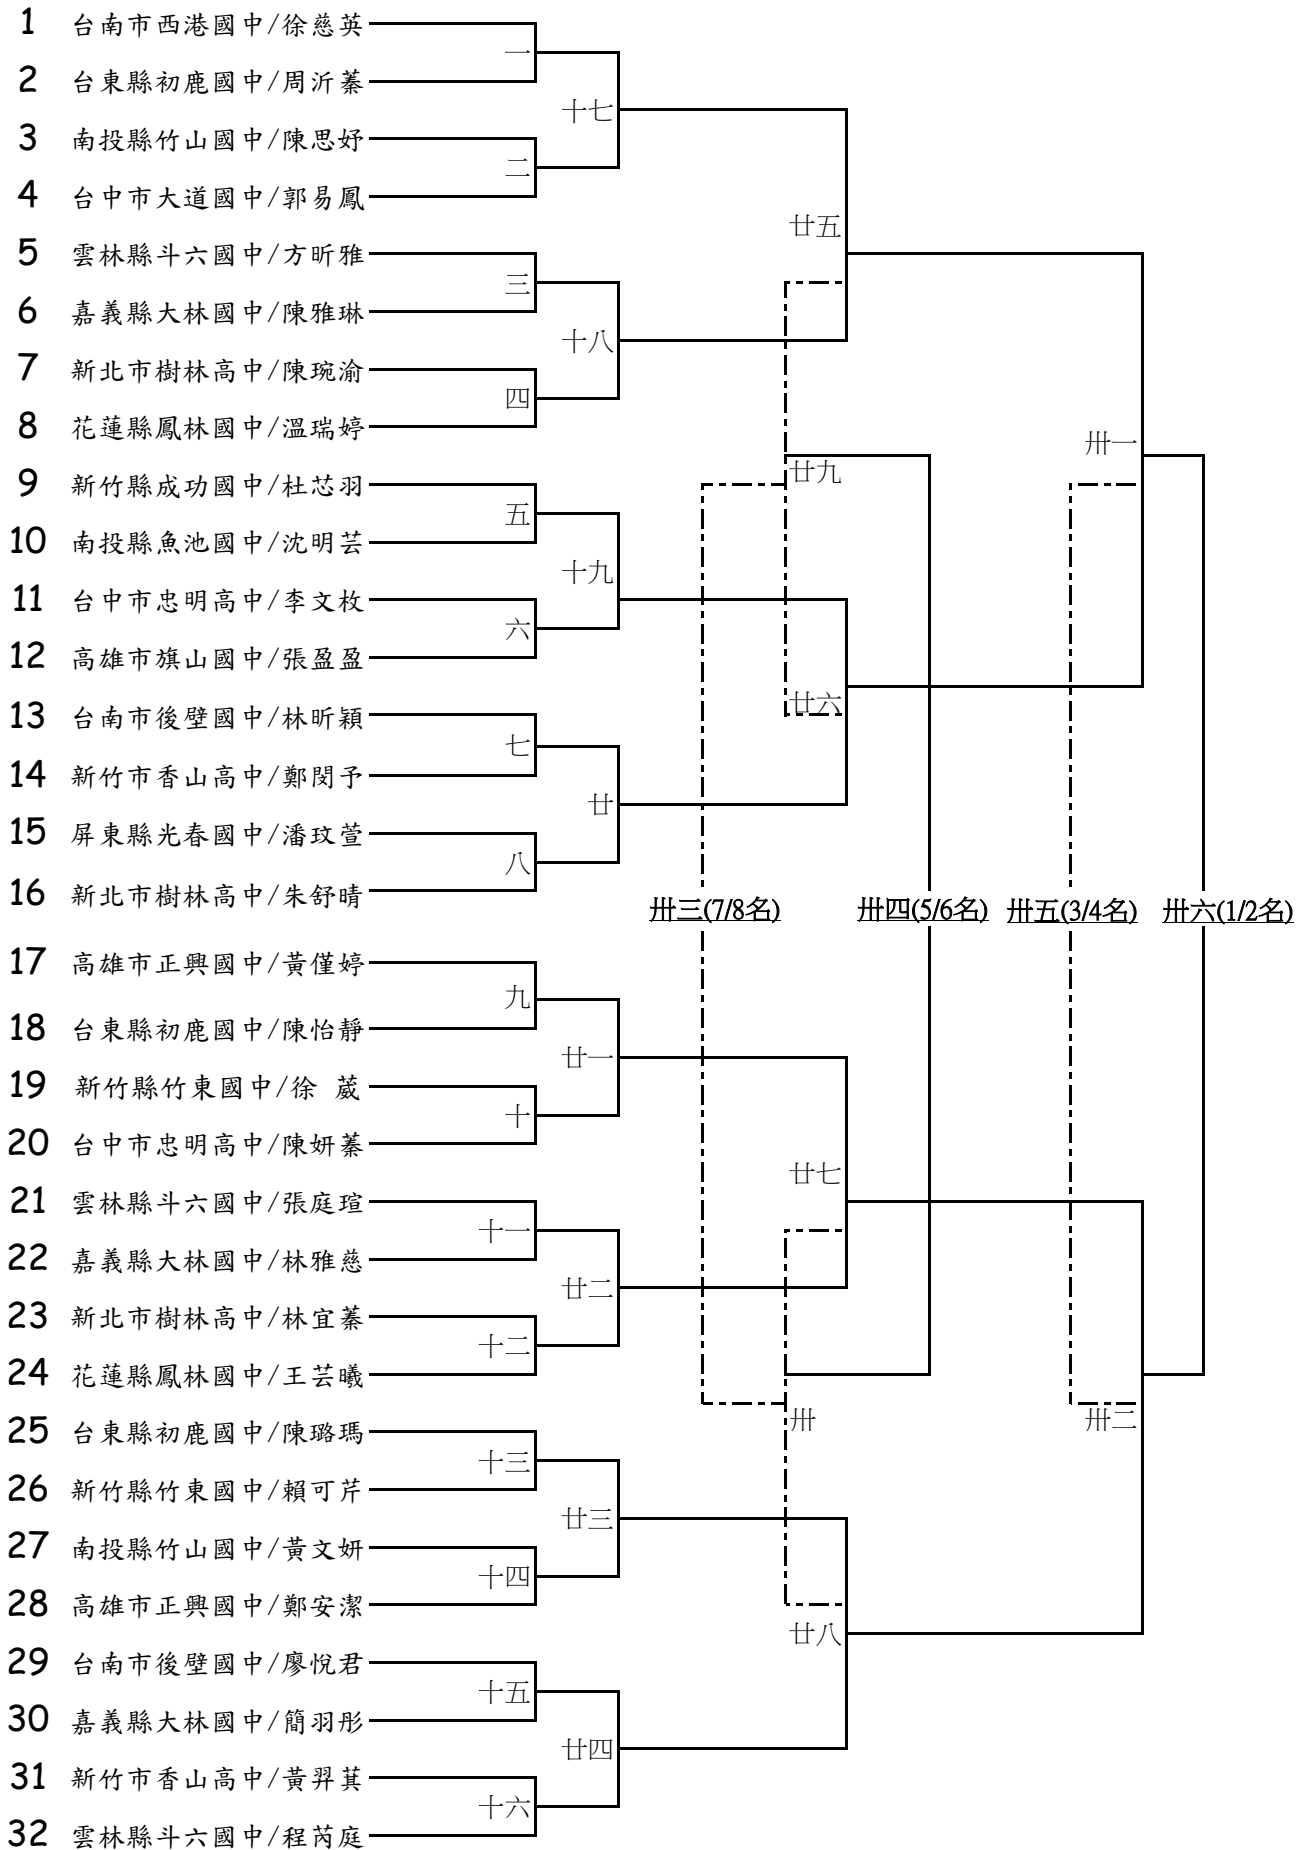 1 台南市西港國中/徐慈英
一
2 台東縣初鹿國中/周沂蓁
十七
3 南投縣竹山國中/陳思妤
二
4 台中市大道國中/郭易鳳
廿五
5 雲林縣斗六國中/方昕雅
三
6 嘉義縣大林國中/陳雅琳
十八
7 新北市樹林高中/陳琬渝
四
8 花蓮縣鳳林國中/溫瑞婷
卅一
廿九
9 新竹縣成功國中/杜芯羽
五
10 南投縣魚池國中/沈明芸
十九
11 台中市忠明高中/李文枚
六
12 高雄市旗山國中/張盈盈
廿六
13 台南市後壁國中/林昕穎
七
14 新竹市香山高中/鄭閔予
廿
15 屏東縣光春國中/潘玟萱
八
16 新北市樹林高中/朱舒晴
卅三(7/8名) 卅四(5/6名) 卅五(3/4名) 卅六(1/2名)
17 高雄市正興國中/黃僅婷
九
18 台東縣初鹿國中/陳怡靜
廿一
19 新竹縣竹東國中/徐 葳
十
20 台中市忠明高中/陳妍蓁
廿七
21 雲林縣斗六國中/張庭瑄
十一
22 嘉義縣大林國中/林雅慈
廿二
23 新北市樹林高中/林宜蓁
十二
24 花蓮縣鳳林國中/王芸曦
卅
卅二
25 台東縣初鹿國中/陳璐瑪
十三
26 新竹縣竹東國中/賴可芹
廿三
27 南投縣竹山國中/黃文妍
十四
28 高雄市正興國中/鄭安潔
廿八
29 台南市後壁國中/廖悅君
十五
30 嘉義縣大林國中/簡羽彤
廿四
31 新竹市香山高中/黃羿萁
十六
32 雲林縣斗六國中/程芮庭